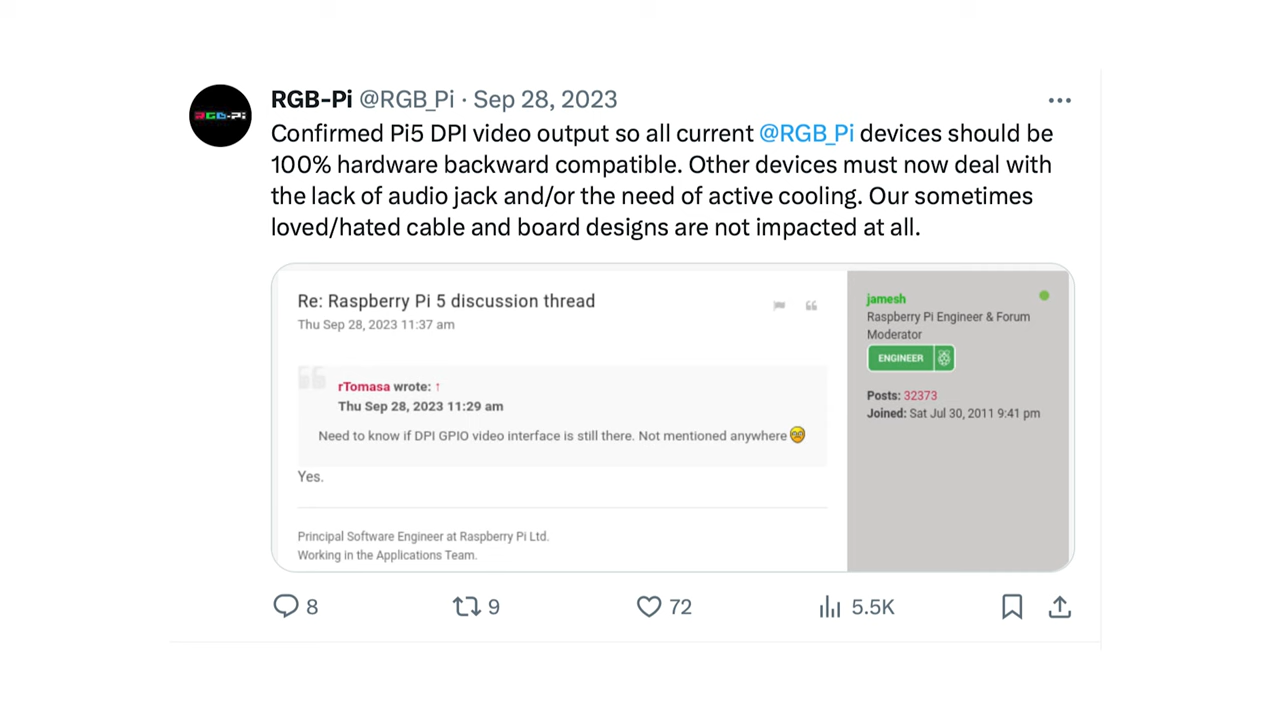 RGB-Pi
RGB-Pi @RGB_Pi · Sep 28, 2023
Confirmed Pi5 DPI video output so all current @RGB_Pi devices should be
100% hardware backward compatible. Other devices must now deal with
the lack of audio jack and/or the need of active cooling. Our sometimes
loved/hated cable and board designs are not impacted at all.
Re: Raspberry Pi 5 discussion thread
Thu Sep 28, 2023 11:37 am
rTomasa wrote: ↑
Thu Sep 28, 2023 11:29 am
Need to know if DPI GPIO video interface is still there. Not mentioned anywhere
Yes.
Principal Software Engineer at Raspberry Pi Ltd.
Working in the Applications Team.
jamesh
Raspberry Pi Engineer & Forum
Moderator
ENGINEER
Posts: 32373
Joined: Sat Jul 30, 2011 9:41 pm
8 9 72 5.5K